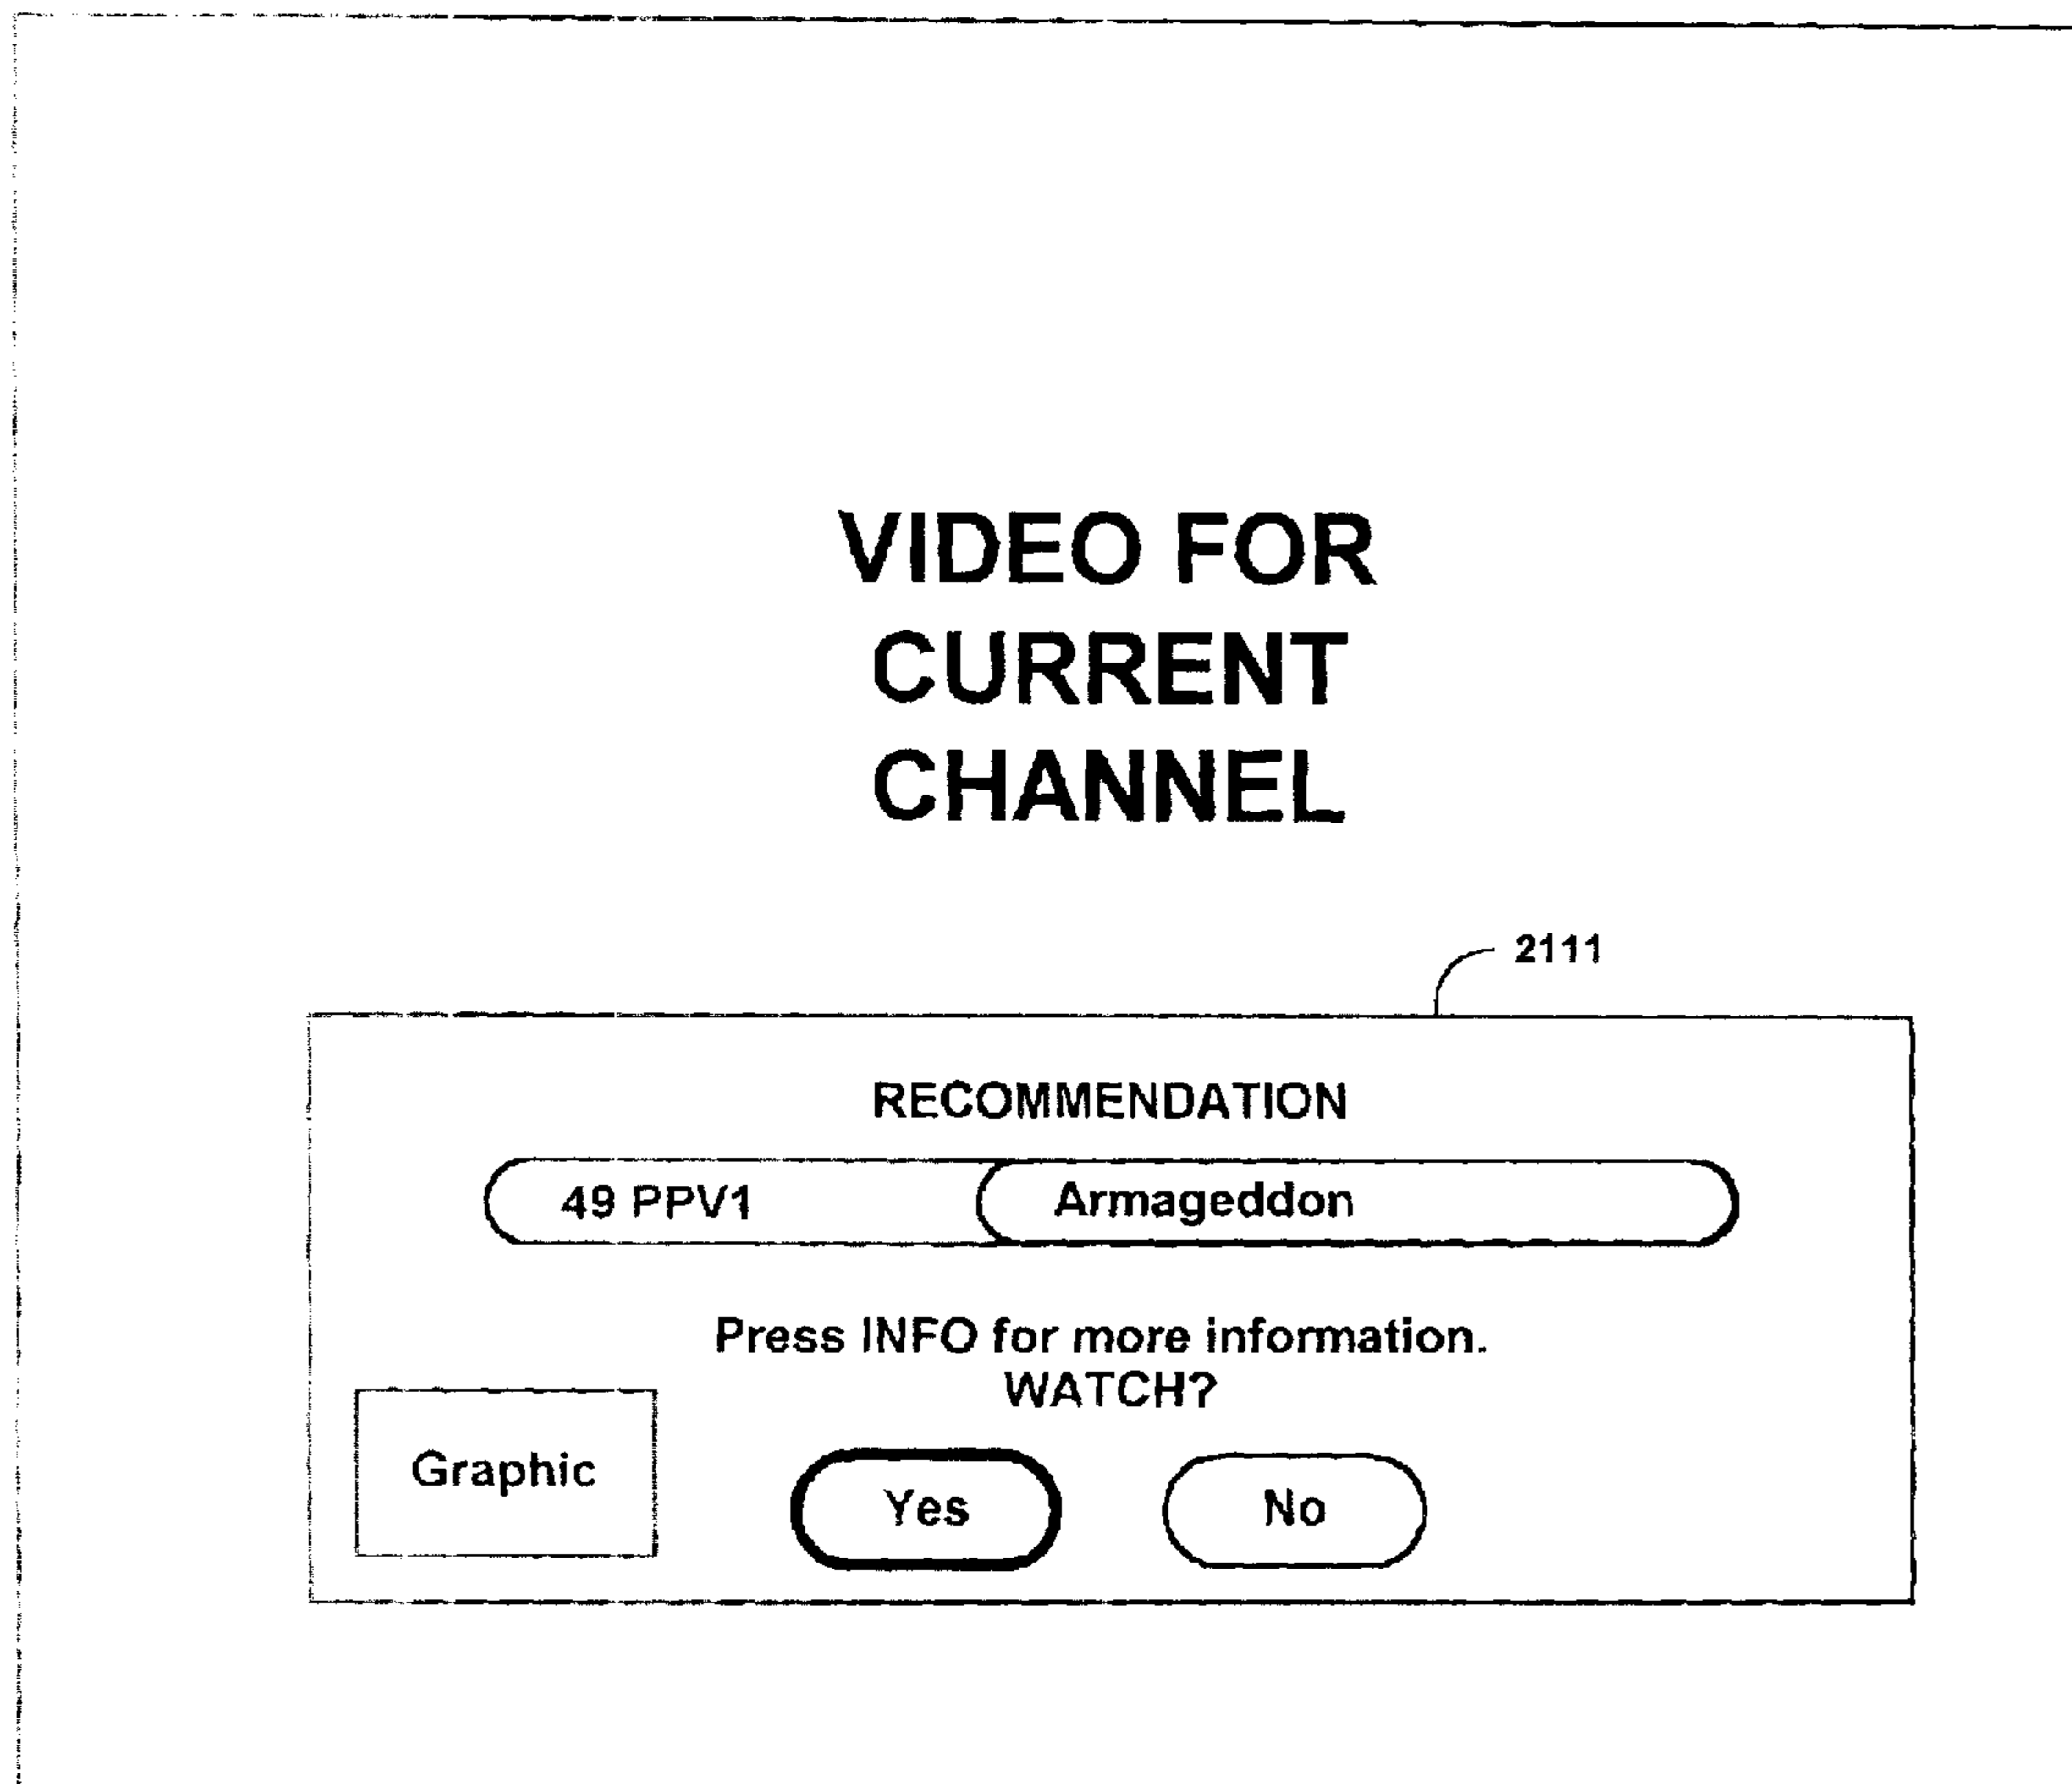 VIDEO FOR
CURRENT
CHANNEL
2111
RECOMMENDATION
49 PPV1 Armageddon
Press INFO for more information.
WATCH?
Graphic
Yes No